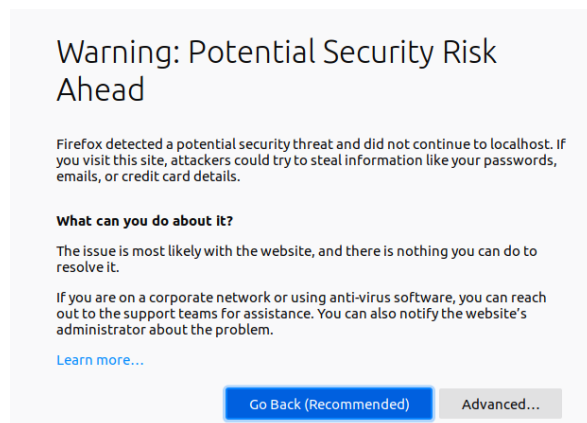 Warning: Potential Security Risk
Ahead
Firefox detected a potential security threat and did not continue to localhost. If
you visit this site, attackers could try to steal information like your passwords,
emails, or credit card details.
What can you do about it?
The issue is most likely with the website, and there is nothing you can do to
resolve it.
If you are on a corporate network or using anti-virus software, you can reach
out to the support teams for assistance. You can also notify the website's
administrator about the problem.
Learn more…
Go Back (Recommended) Advanced…